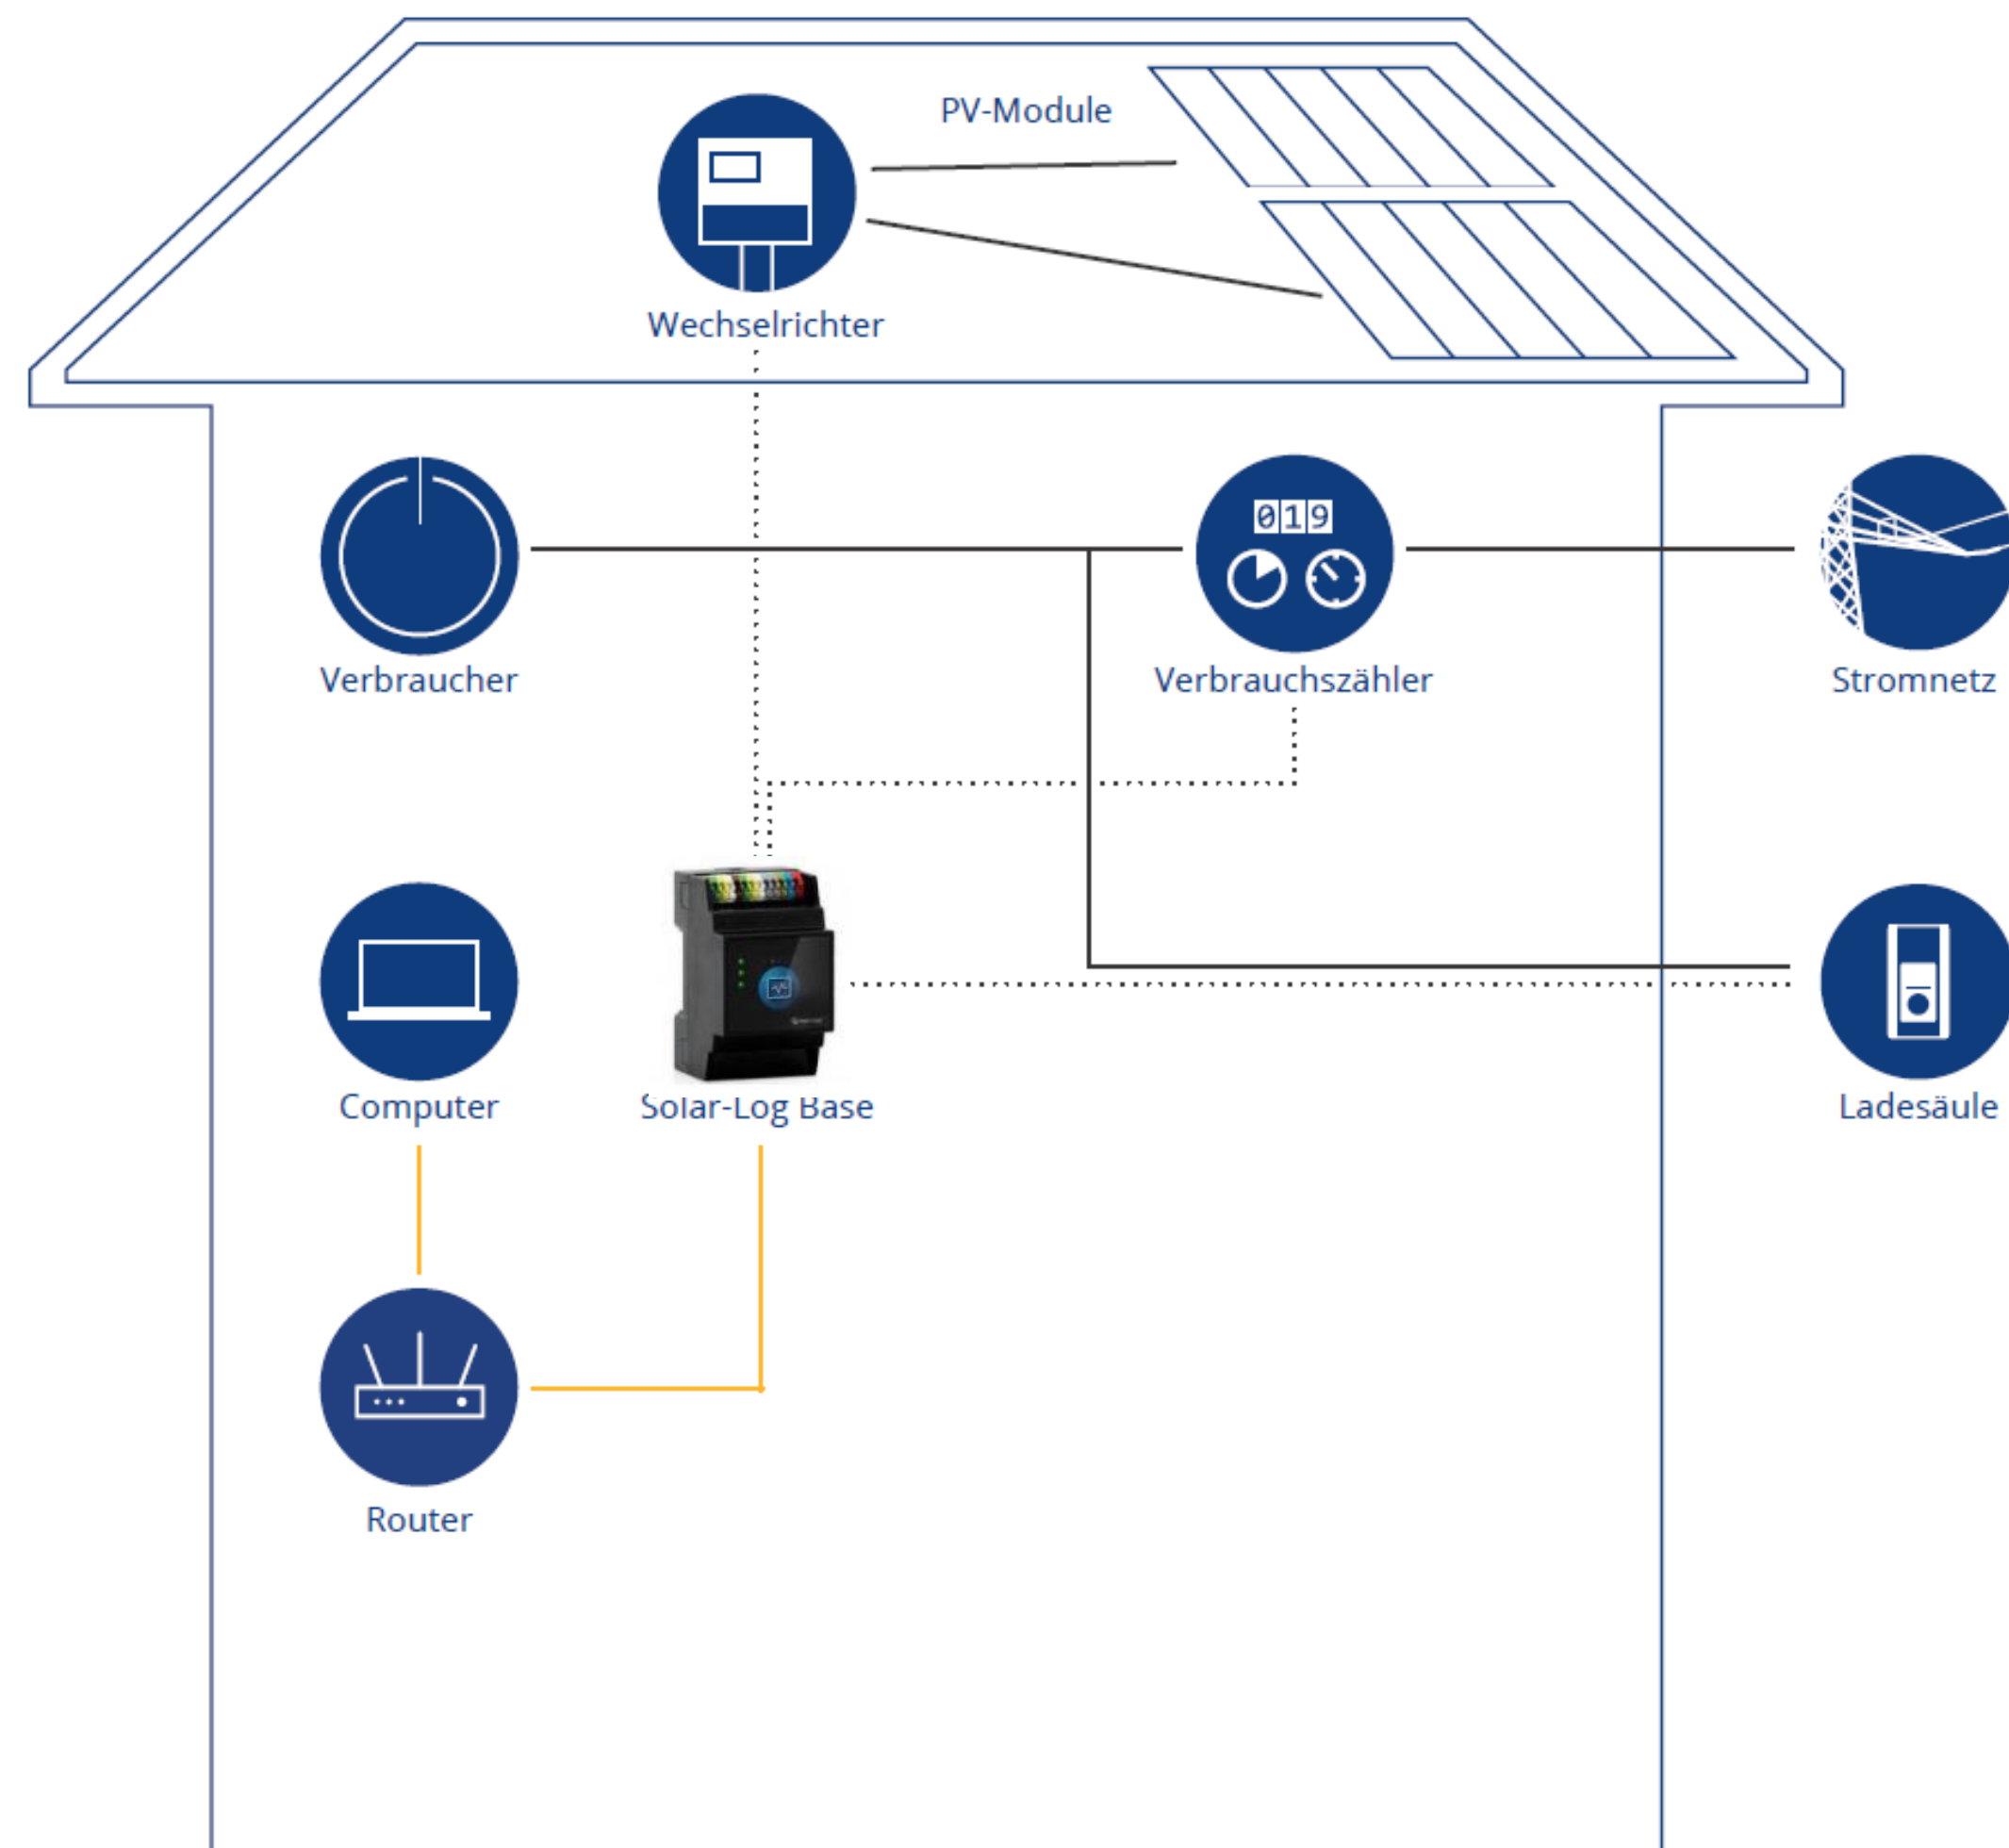 PV-Module
Wechselrichter
019
Verbraucher
Verbrauchszähler
Stromnetz
Computer
Solar-Log Base
Ladesäule
Router